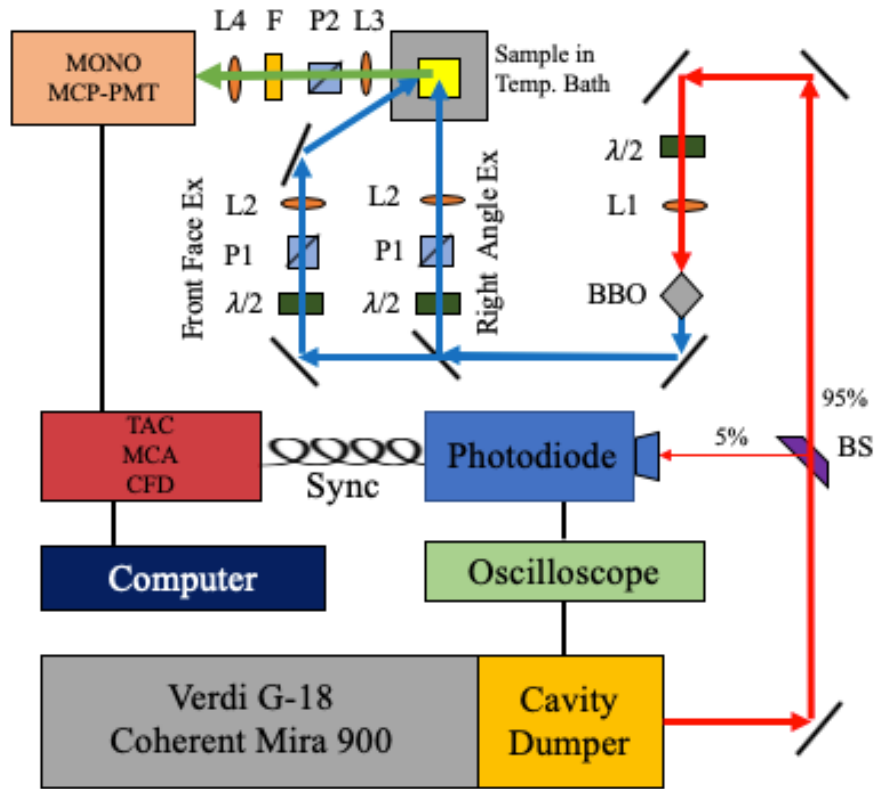 L4 F P2 L3
MONO
MCP-PMT
Sample in
Temp. Bath
λ/2
L1
BBO
Front Face Ex
L2
P1
λ/2
L2
P1
λ/2
Right Angle Ex
95%
5%
BS
TAC
MCA
CFD
Sync
Photodiode
Computer
Oscilloscope
Verdi G-18
Coherent Mira 900
Cavity
Dumper